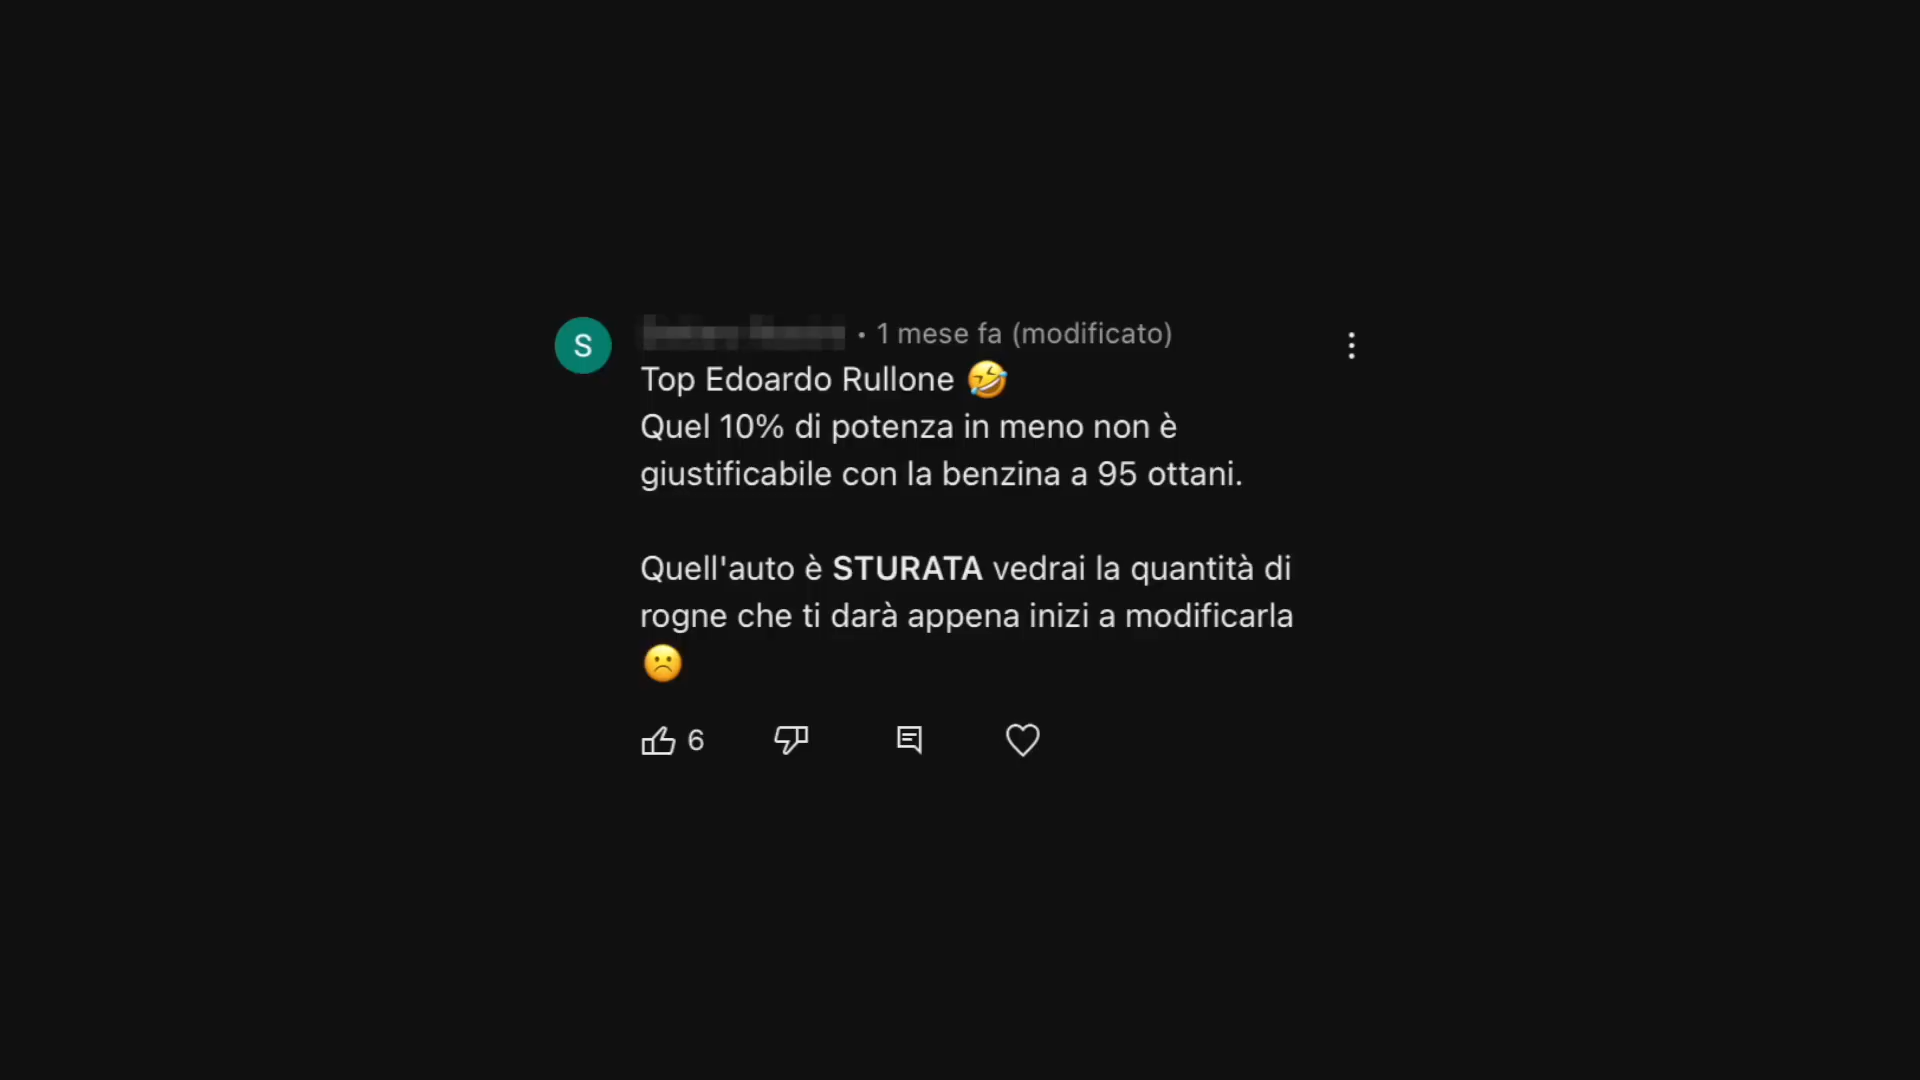 S
• 1 mese fa (modificato)
Top Edoardo Rullone 🤣
Quel 10% di potenza in meno non è
giustificabile con la benzina a 95 ottani.
Quell'auto è STURATA vedrai la quantità di
rogne che ti darà appena inizi a modificarla
☹️
6